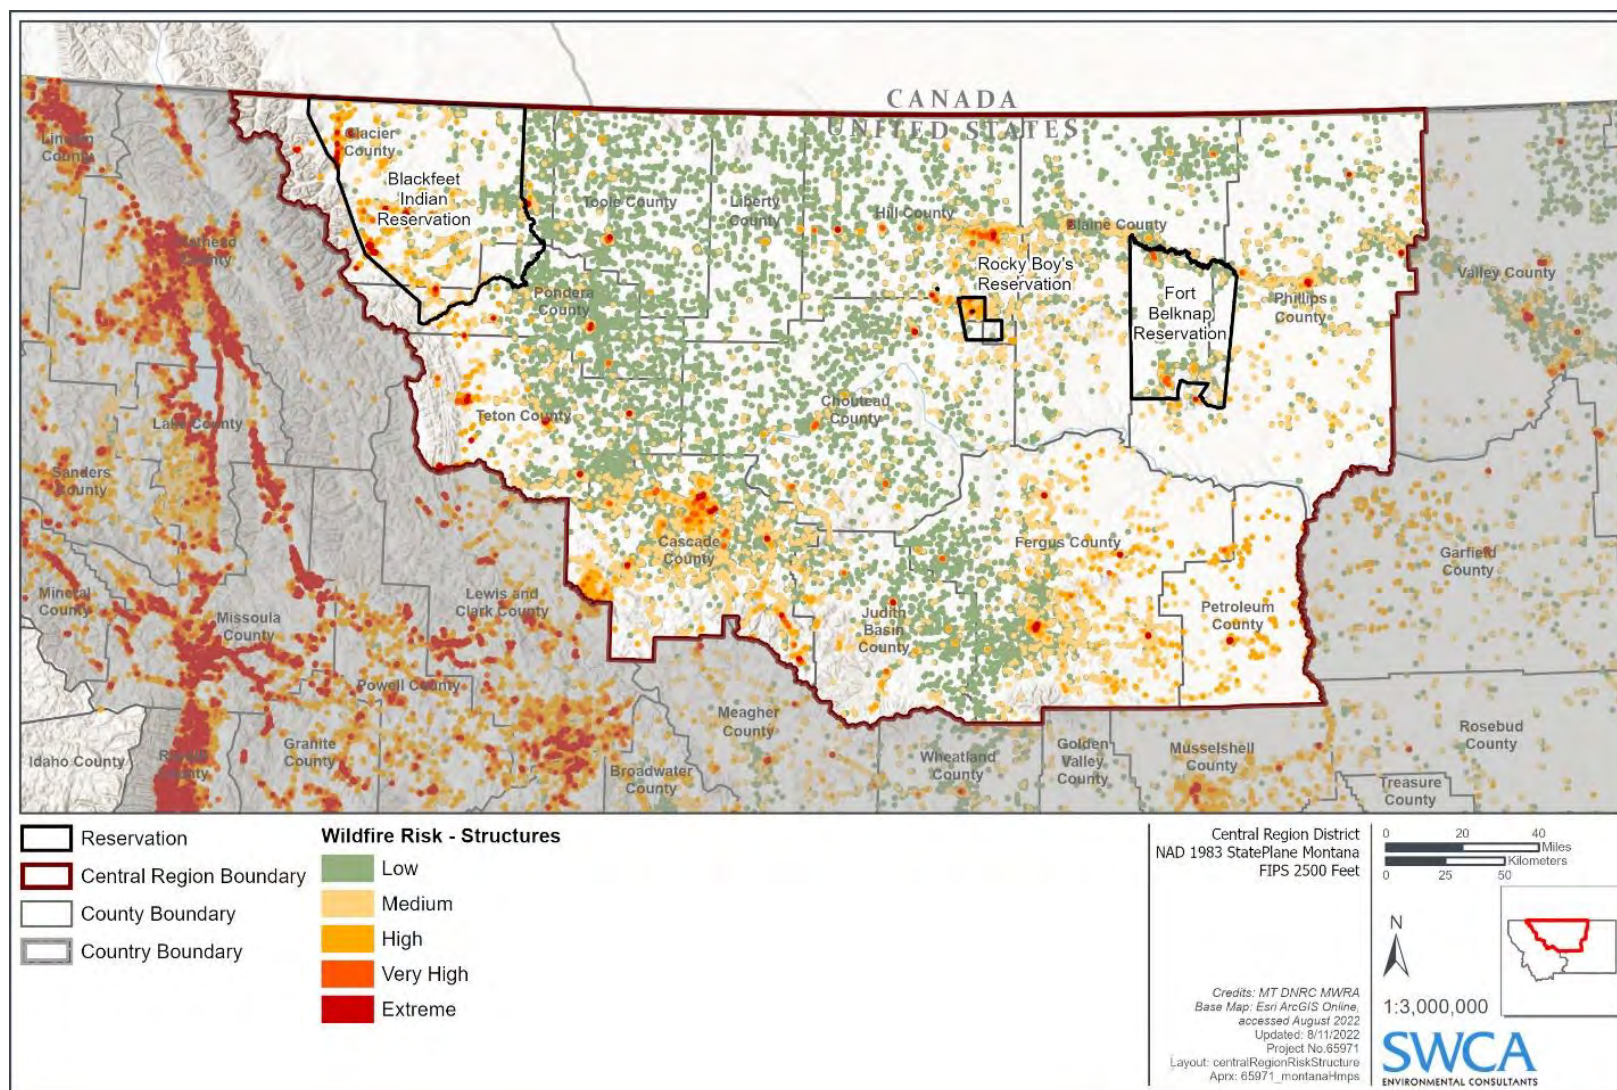 CANADA
UNITED STATES
Lincoln
County
Glacier
County
Blackfeet
Indian
Reservation
Toole County
Liberty
County
Hill County
Blaine County
Flathead
County
Rocky Boy's
Reservation
Valley County
Pondera
County
Fort
Belknap
Reservation
Phillips
County
Lake County
Teton County
Chouteau
County
Sanders
County
Cascade
County
Fergus County
Garfield
County
Mineral
County
Missoula
County
Lewis and
Clark County
Judith
Basin
County
Petroleum
County
Powell County
Meagher
County
Rosebud
County
Idaho County
Ravalli
County
Granite
County
Broadwater
County
Wheatland
County
Golden
Valley
County
Musselshell
County
Treasure
County
Reservation
Central Region Boundary
County Boundary
Country Boundary
Wildfire Risk - Structures
Low
Medium
High
Very High
Extreme
Central Region District
NAD 1983 StatePlane Montana
FIPS 2500 Feet
Credits: MT DNRC MWRA
Base Map: Esri ArcGIS Online,
accessed August 2022
Updated: 8/11/2022
Project No.65971
Layout: centralRegionRiskStructure
Aprx: 65971_montanaHmps
0 20 40
Miles
Kilometers
0 25 50
N
1:3,000,000
SWCA
ENVIRONMENTAL CONSULTANTS